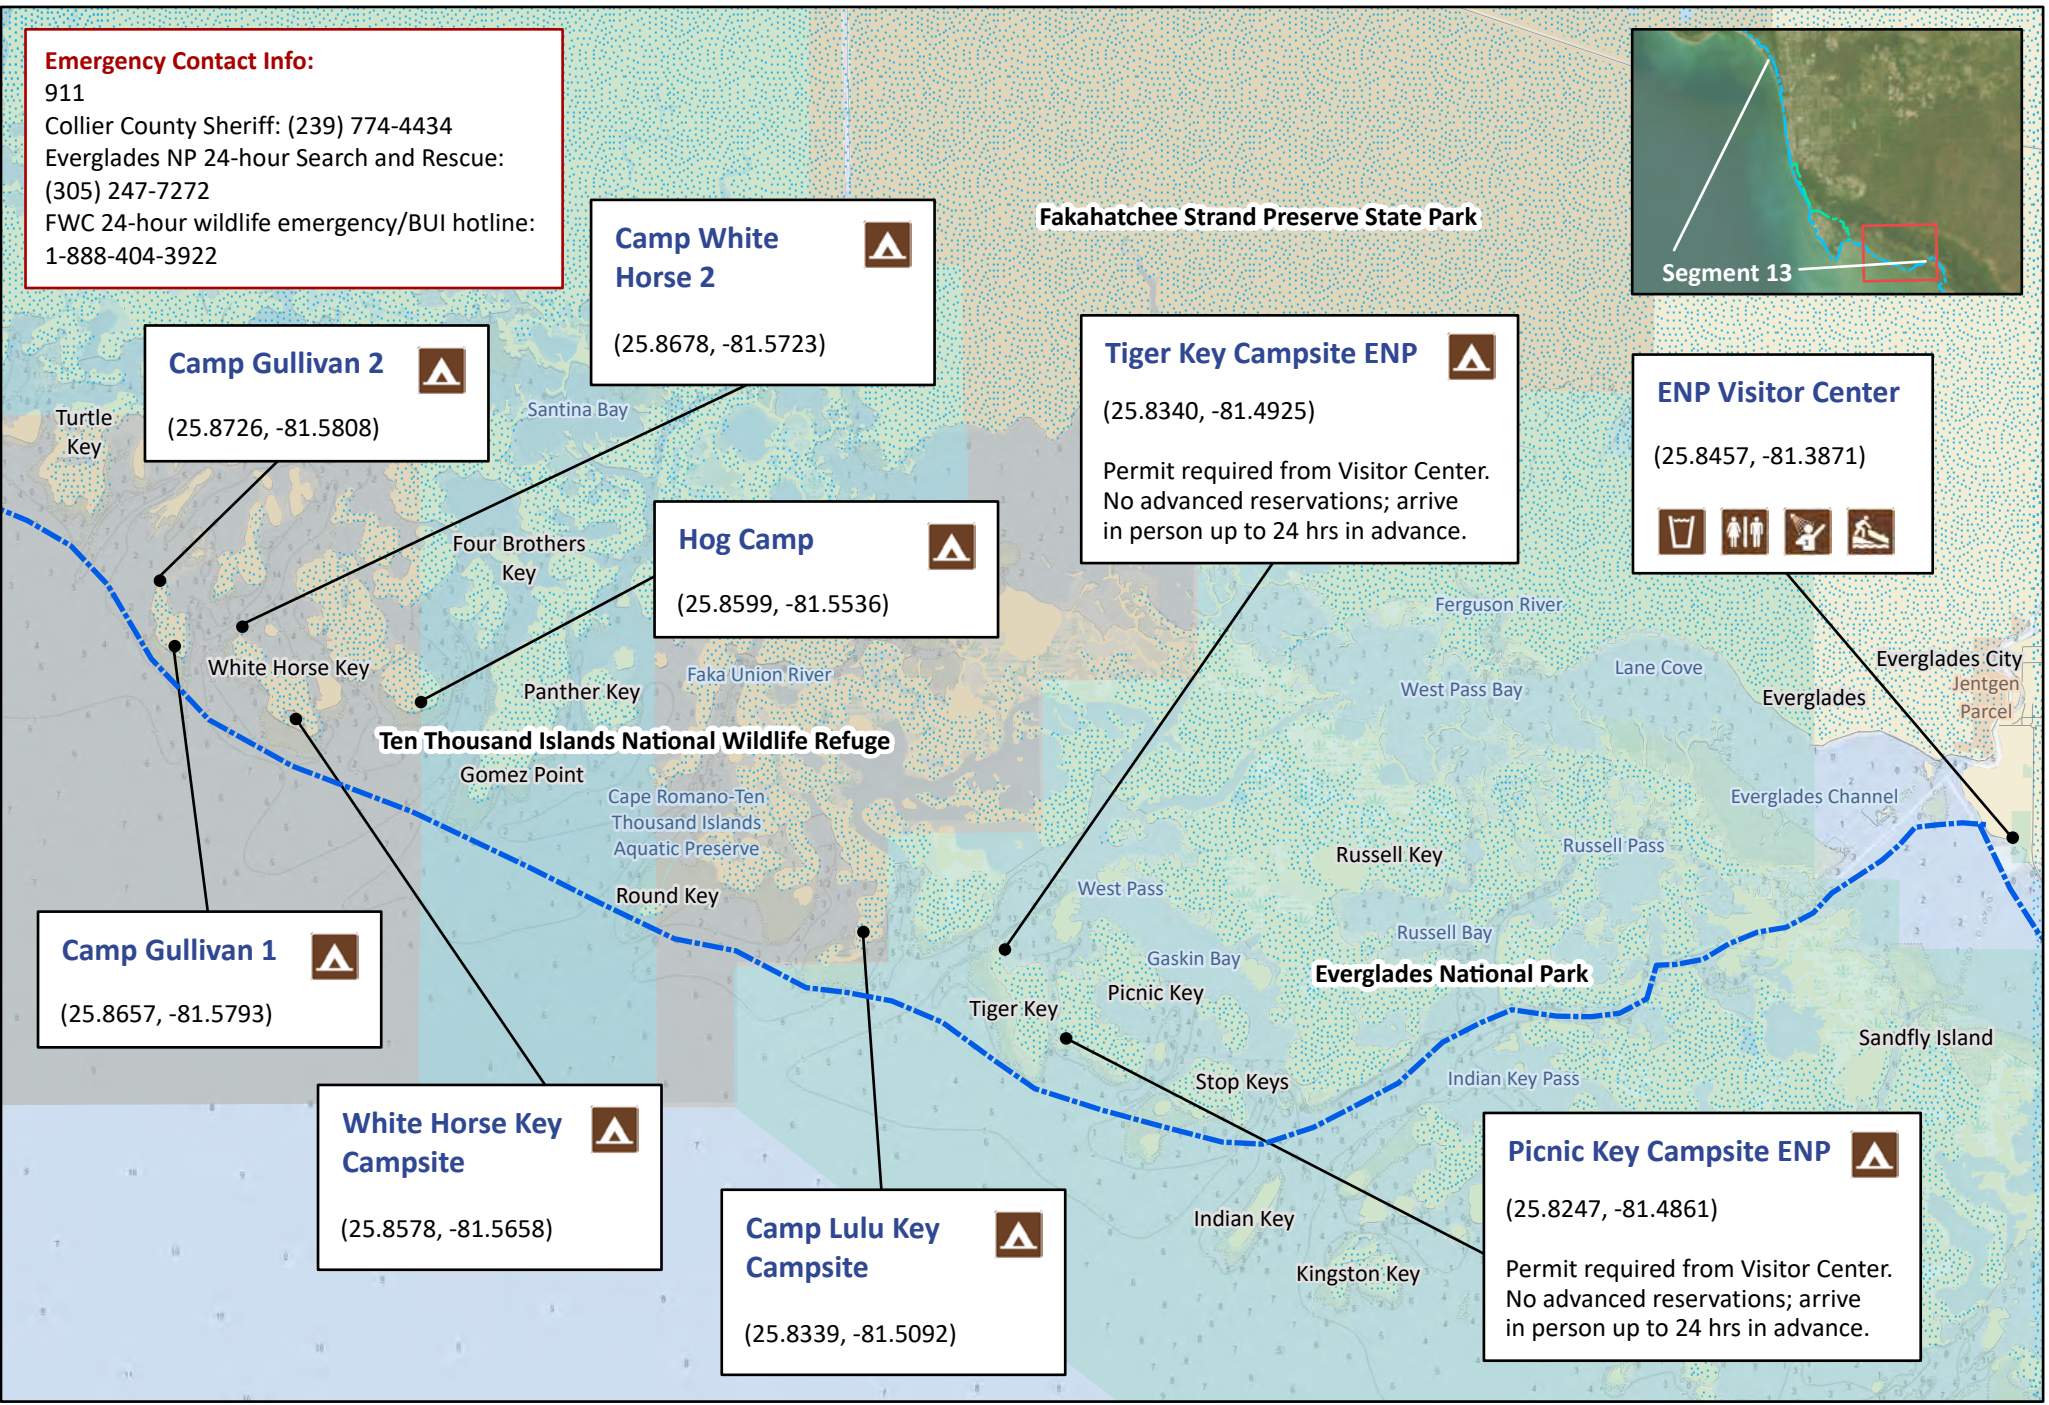 Emergency Contact Info:
911
Collier County Sheriff: (239) 774-4434
Everglades NP 24-hour Search and Rescue:
(305) 247-7272
FWC 24-hour wildlife emergency/BUI hotline:
1-888-404-3922
Segment 13
Fakahatchee Strand Preserve State Park
Camp White
Horse 2
(25.8678, -81.5723)
Camp Gullivan 2
(25.8726, -81.5808)
Tiger Key Campsite ENP
(25.8340, -81.4925)
Permit required from Visitor Center.
No advanced reservations; arrive
in person up to 24 hrs in advance.
ENP Visitor Center
(25.8457, -81.3871)
Turtle
Key
Santina Bay
Four Brothers
Key
Hog Camp
(25.8599, -81.5536)
Ferguson River
White Horse Key
Panther Key
Faka Union River
West Pass Bay
Lane Cove
Everglades
Everglades City
Jentgen
Parcel
Ten Thousand Islands National Wildlife Refuge
Gomez Point
Cape Romano-Ten
Thousand Islands
Aquatic Preserve
Everglades Channel
Russell Key
Russell Pass
Round Key
West Pass
Russell Bay
Gaskin Bay
Everglades National Park
Picnic Key
Tiger Key
Camp Gullivan 1
(25.8657, -81.5793)
Sandfly Island
Stop Keys
Indian Key Pass
White Horse Key
Campsite
(25.8578, -81.5658)
Camp Lulu Key
Campsite
(25.8339, -81.5092)
Indian Key
Kingston Key
Picnic Key Campsite ENP
(25.8247, -81.4861)
Permit required from Visitor Center.
No advanced reservations; arrive
in person up to 24 hrs in advance.